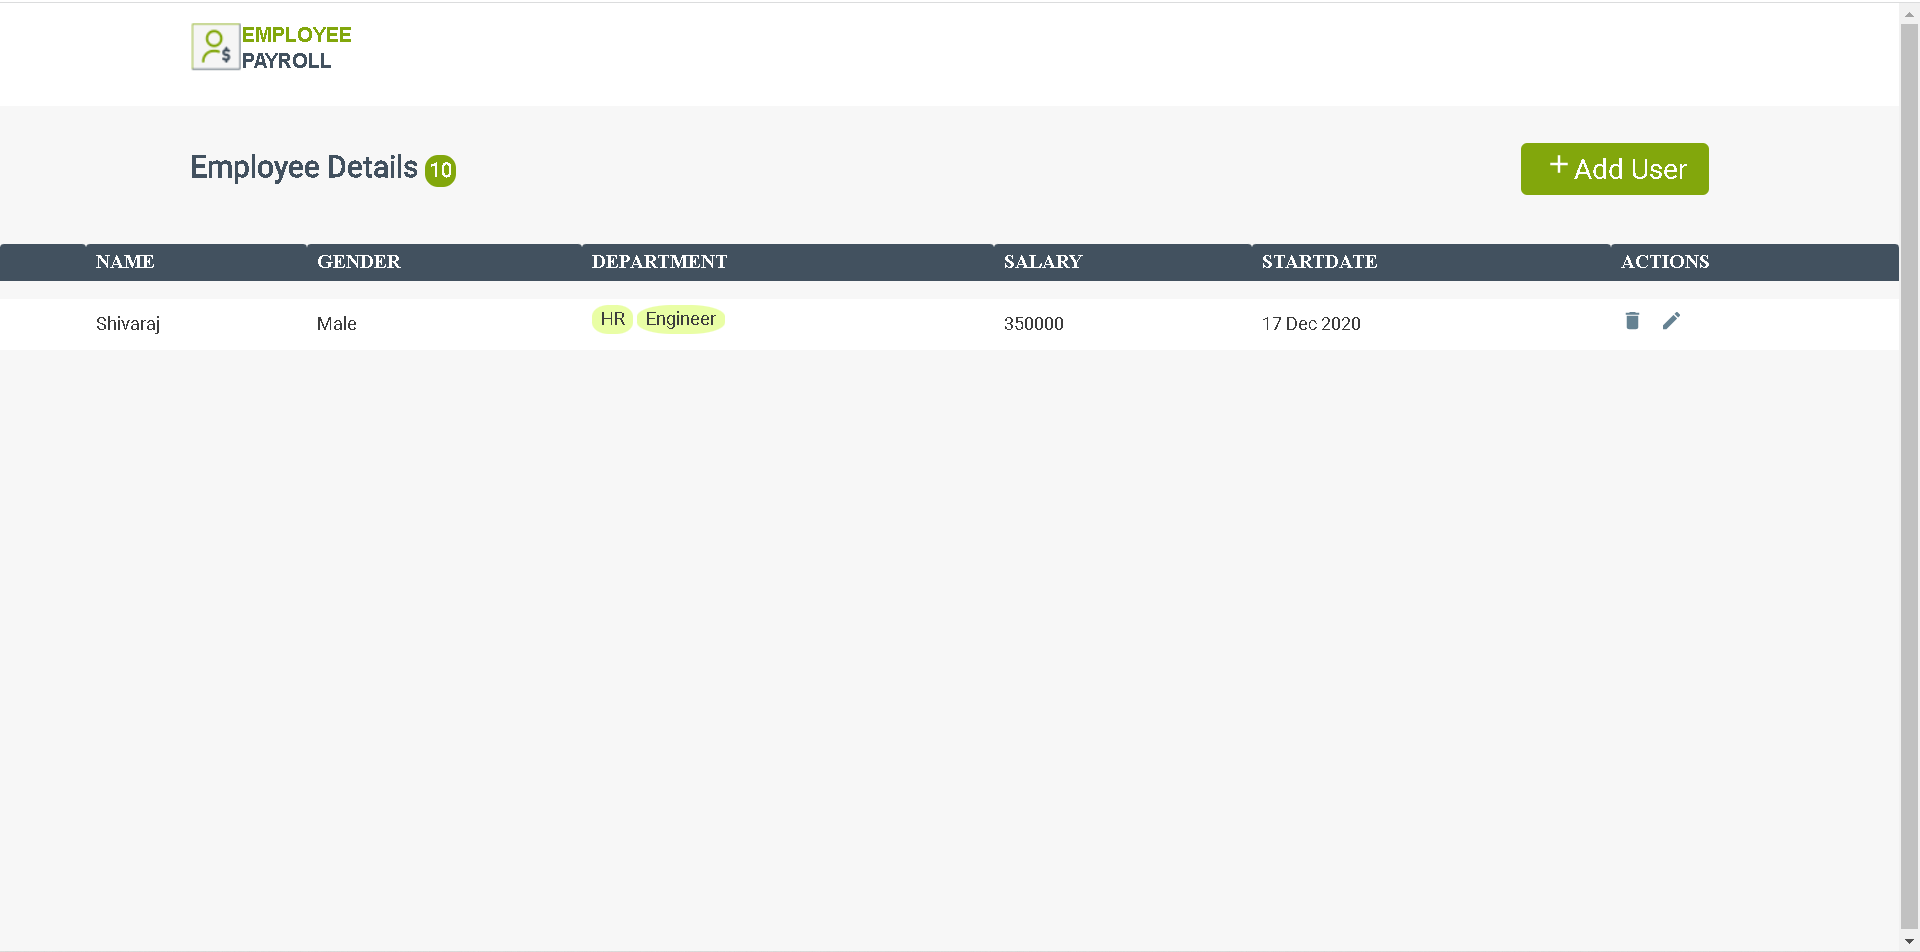 EMPLOYEE
PAYROLL
Employee Details 10
+ Add User
NAME GENDER DEPARTMENT SALARY STARTDATE ACTIONS
Shivaraj Male HR Engineer 350000 17 Dec 2020